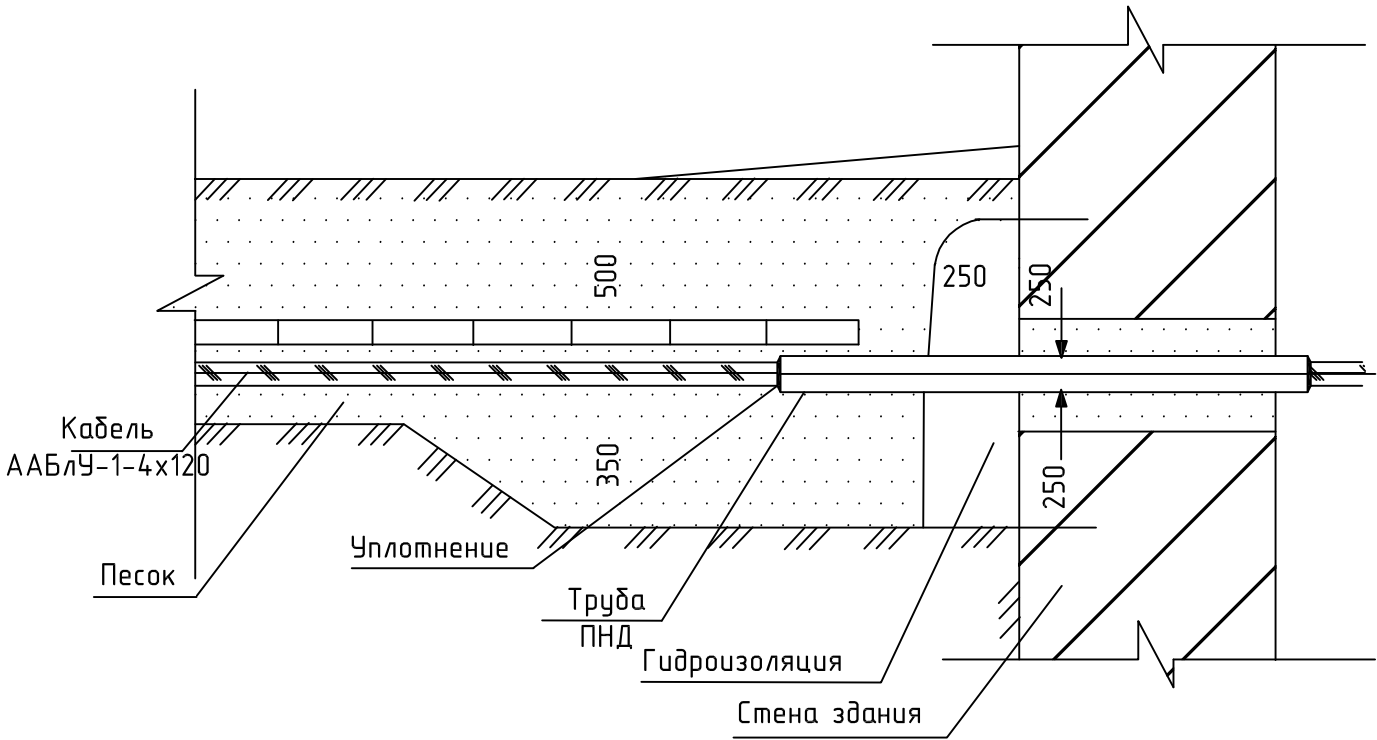 500
250
250
Кабель
ААБлУ-1-4х120
350
250
Уплотнение
Песок
Труба
ПНД
Гидроизоляция
Стена здания